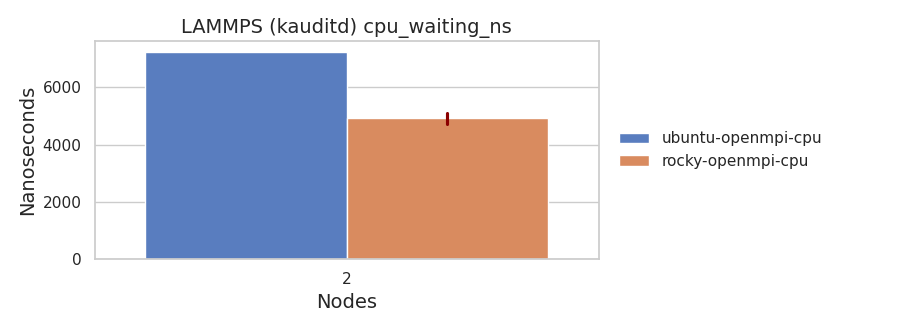 LAMMPS (kauditd) cpu_waiting_ns
Nanoseconds
6000
4000
2000
0
2
Nodes
ubuntu-openmpi-cpu
rocky-openmpi-cpu